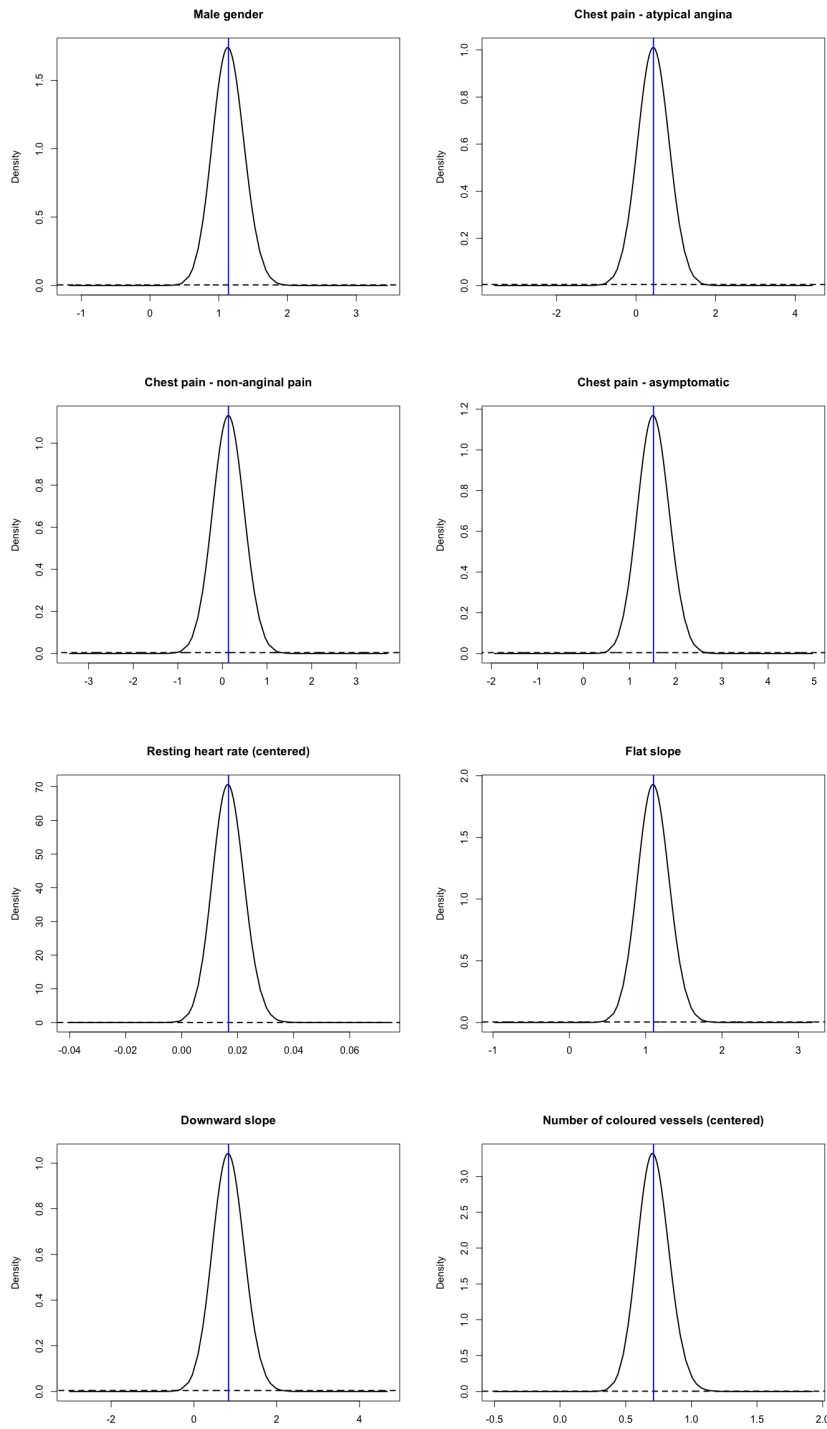 Male gender
Density
0.0 0.5 1.0 1.5
-1 0 1 2 3
Chest pain - atypical angina
Density
0.0 0.2 0.4 0.6 0.8 1.0
-2 0 2 4
Chest pain - non-anginal pain
Density
0.0 0.2 0.4 0.6 0.8 1.0
-3 -2 -1 0 1 2 3
Chest pain - asymptomatic
Density
0.0 0.2 0.4 0.6 0.8 1.0 1.2
-2 -1 0 1 2 3 4 5
Resting heart rate (centered)
Density
0 10 20 30 40 50 60 70
-0.04 -0.02 0.00 0.02 0.04 0.06
Flat slope
Density
0.0 0.5 1.0 1.5 2.0
-1 0 1 2 3
Downward slope
Density
0.0 0.2 0.4 0.6 0.8 1.0
-2 0 2 4
Number of coloured vessels (centered)
Density
0.0 0.5 1.0 1.5 2.0 2.5 3.0
-0.5 0.0 0.5 1.0 1.5 2.0